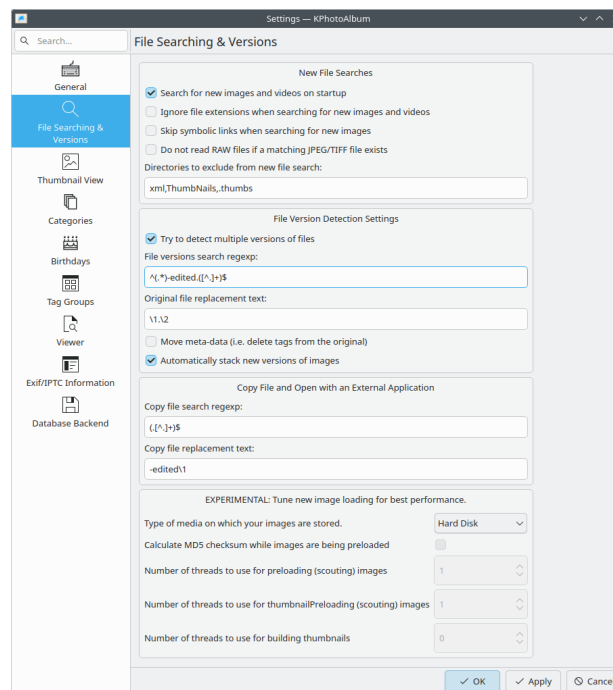 Settings — KPhotoAlbum
Search...
File Searching & Versions
General
File Searching &
Versions
Thumbnail View
Categories
Birthdays
Tag Groups
Viewer
Exif/IPTC Information
Database Backend
New File Searches
Search for new images and videos on startup
Ignore file extensions when searching for new images and videos
Skip symbolic links when searching for new images
Do not read RAW files if a matching JPEG/TIFF file exists
Directories to exclude from new file search:
xml,ThumbNails,.thumbs
File Version Detection Settings
Try to detect multiple versions of files
File versions search regexp:
^(.*)-edited.([^.]+)$
Original file replacement text:
\1.\2
Move meta-data (i.e. delete tags from the original)
Automatically stack new versions of images
Copy File and Open with an External Application
Copy file search regexp:
(.[^.]+)$
Copy file replacement text:
-edited\1
EXPERIMENTAL: Tune new image loading for best performance.
Type of media on which your images are stored.
Hard Disk
Calculate MD5 checksum while images are being preloaded
Number of threads to use for preloading (scouting) images
1
Number of threads to use for thumbnailPreloading (scouting) images
1
Number of threads to use for building thumbnails
0
OK
Apply
Cance